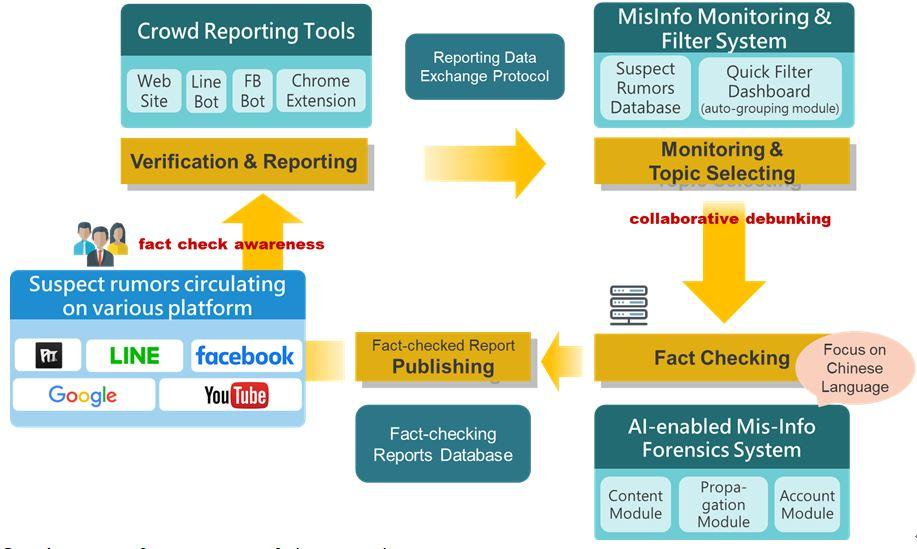 Crowd Reporting Tools
Web
Site
Line
Bot
FB
Bot
Chrome
Extension
Verification & Reporting
Reporting Data
Exchange Protocol
MisInfo Monitoring &
Filter System
Suspect
Rumors
Database
Quick Filter
Dashboard
(auto-grouping module)
Monitoring &
Topic Selecting
collaborative debunking
fact check awareness
Suspect rumors circulating
on various platform
PTT
LINE
facebook
Google
YouTube
Fact-checked Report
Publishing
Fact Checking
Focus on
Chinese
Language
Fact-checking
Reports Database
AI-enabled Mis-Info
Forensics System
Content
Module
Propa-
gation
Module
Account
Module